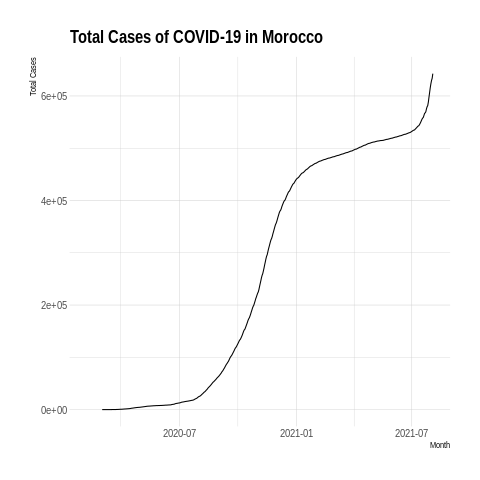 Total Cases of COVID-19 in Morocco
Total Cases
6e+05
4e+05
2e+05
0e+00
2020-07
2021-01
2021-07
Month